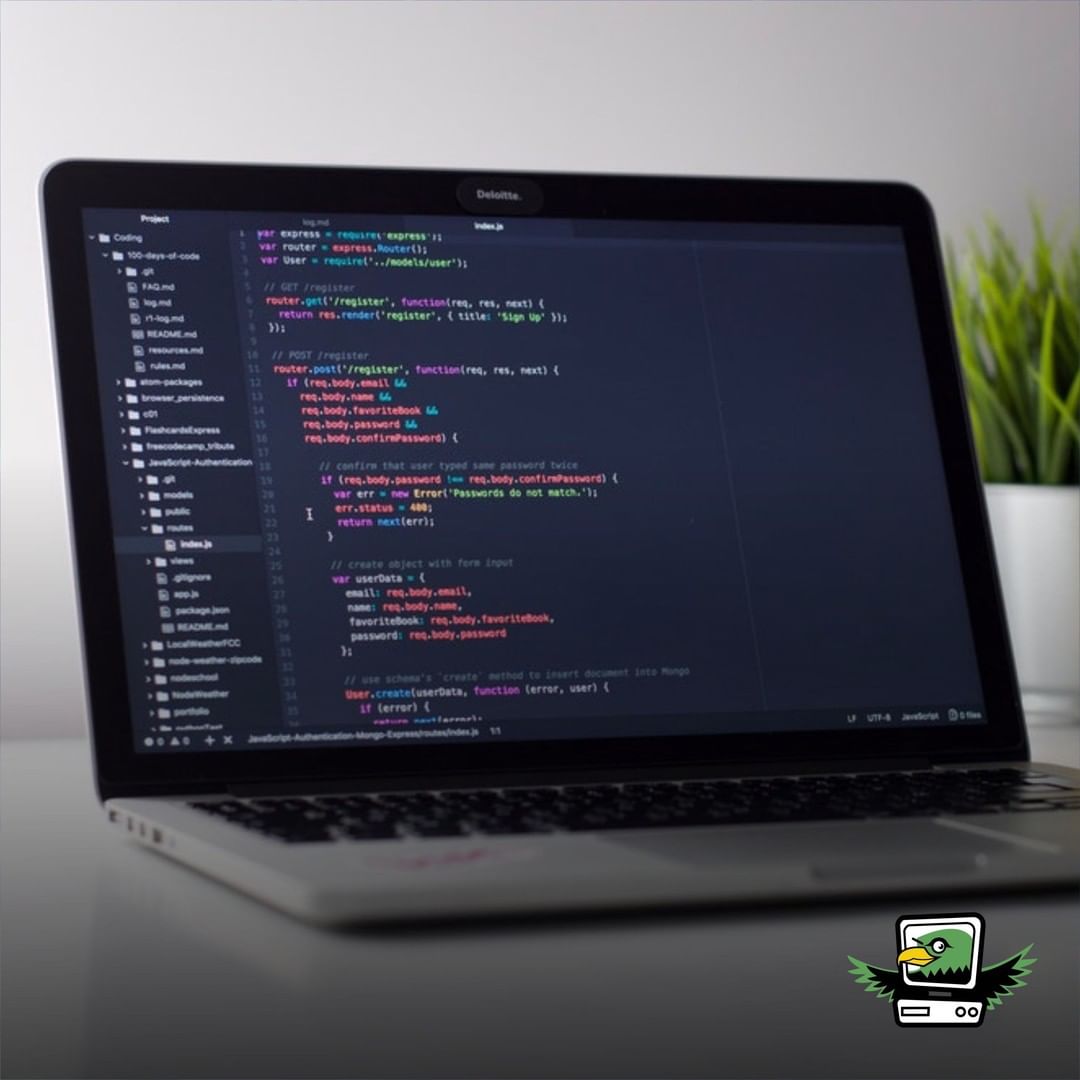 Deloitte.
Project
Coding
100-days-of-code
.git
FAQ.md
log.md
r1-log.md
README.md
resources.md
rules.md
atom-packages
browser_persistence
c01
FlashcardsExpress
freecodecamp_tribute
JavaScript-Authentication
.git
models
public
routes
index.js
views
.gitignore
app.js
package.json
README.md
LocalWeatherFCC
node-weather-zipcode
nodeschool
NodeWeather
portfolio
log.md
index.js
1 var express = require('express');
2 var router = express.Router();
3 var User = require('../models/user');
4
5 // GET /register
6 router.get('/register', function(req, res, next) {
7 return res.render('register', { title: 'Sign Up' });
8 });
9
10 // POST /register
11 router.post('/register', function(req, res, next) {
12 if (req.body.email &&
13 req.body.name &&
14 req.body.favoriteBook &&
15 req.body.password &&
16 req.body.confirmPassword) {
17
18 // confirm that user typed same password twice
19 if (req.body.password !== req.body.confirmPassword) {
20 var err = new Error('Passwords do not match.');
21 err.status = 400;
22 return next(err);
23 }
24
25 // create object with form input
26 var userData = {
27 email: req.body.email,
28 name: req.body.name,
29 favoriteBook: req.body.favoriteBook,
30 password: req.body.password
31 };
32
33 // use schema's 'create' method to insert document into Mongo
34 User.create(userData, function (error, user) {
35 if (error) {
return next(error);
0 0 JavaScript-Authentication-Mongo-Express/routes/index.js 1:1
LF UTF-8 JavaScript 0 files